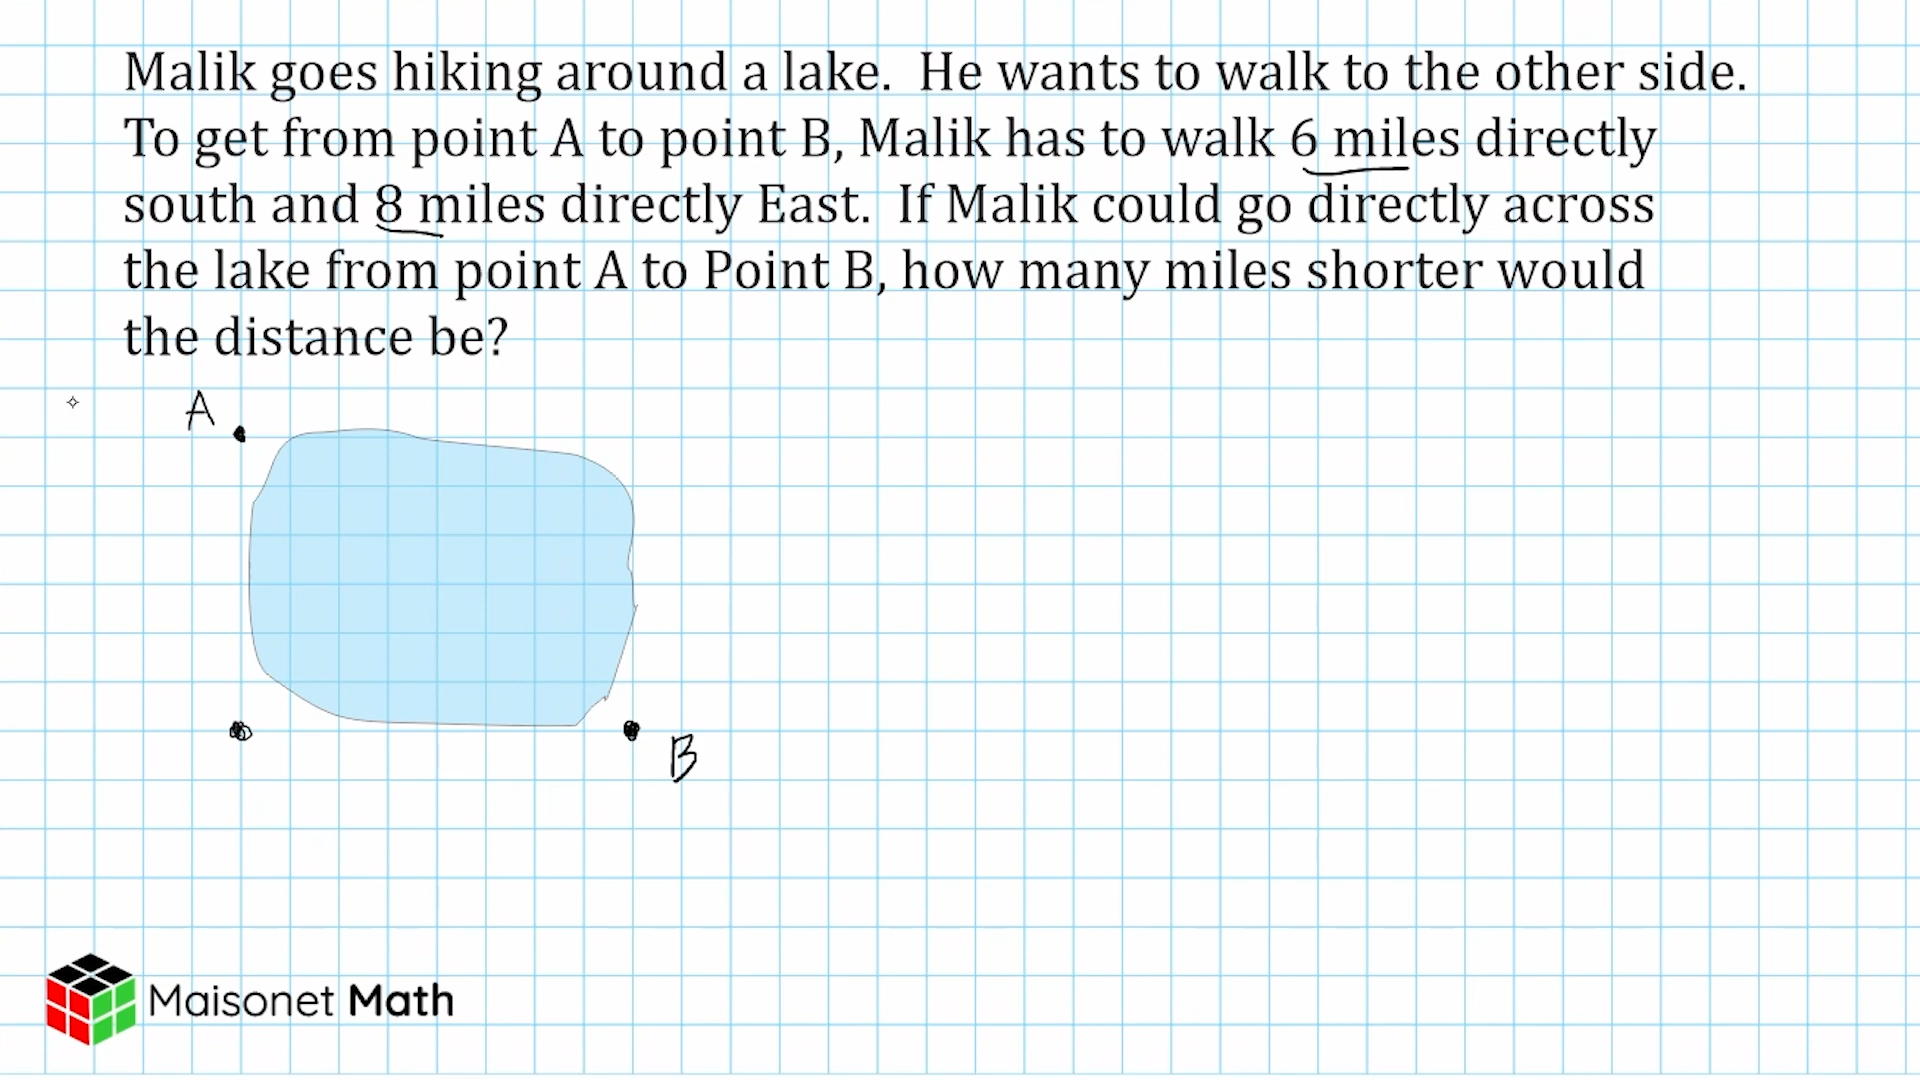 Malik goes hiking around a lake. He wants to walk to the other side.
To get from point A to point B, Malik has to walk 6 miles directly
south and 8 miles directly East. If Malik could go directly across
the lake from point A to Point B, how many miles shorter would
the distance be?
A
B
Maisonet Math